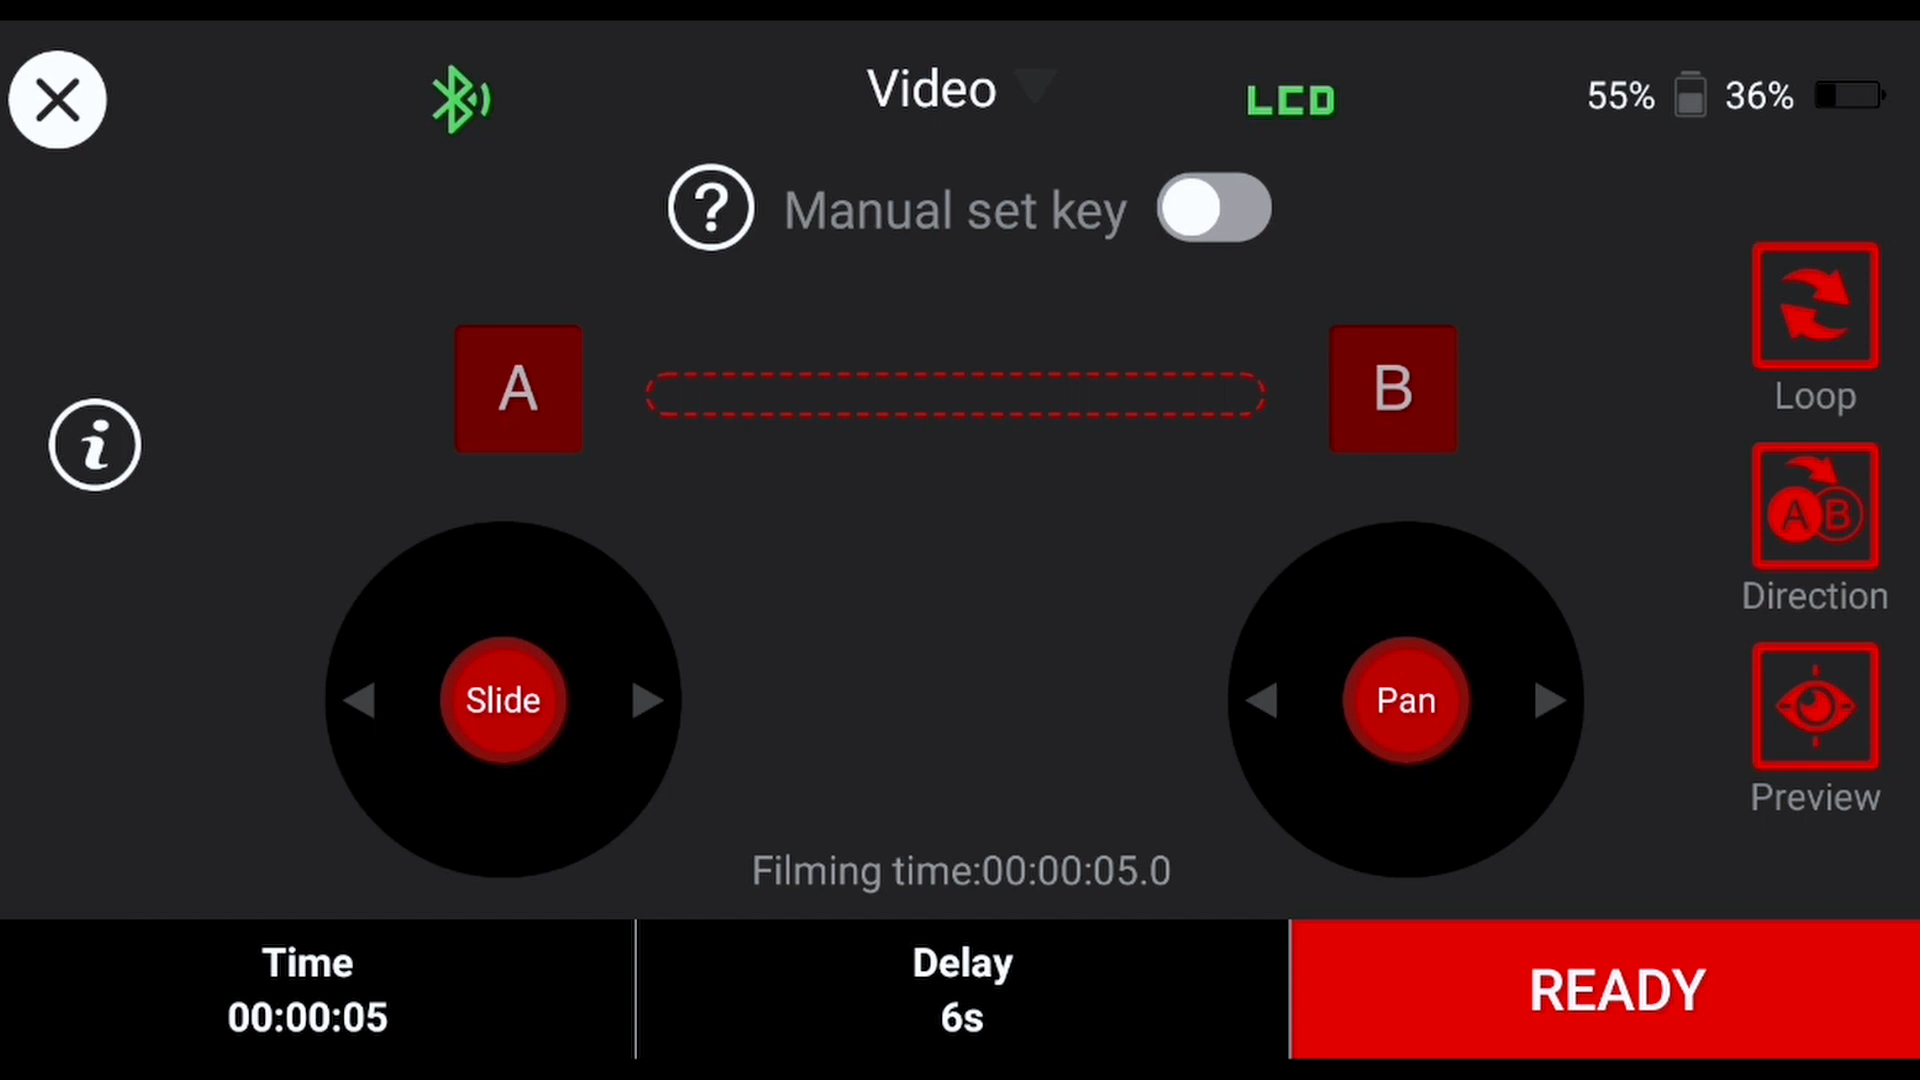 Video
LCD
55%
36%
?
Manual set key
A
B
Loop
i
A B
Direction
Slide
Pan
Preview
Filming time:00:00:05.0
Time
00:00:05
Delay
6s
READY